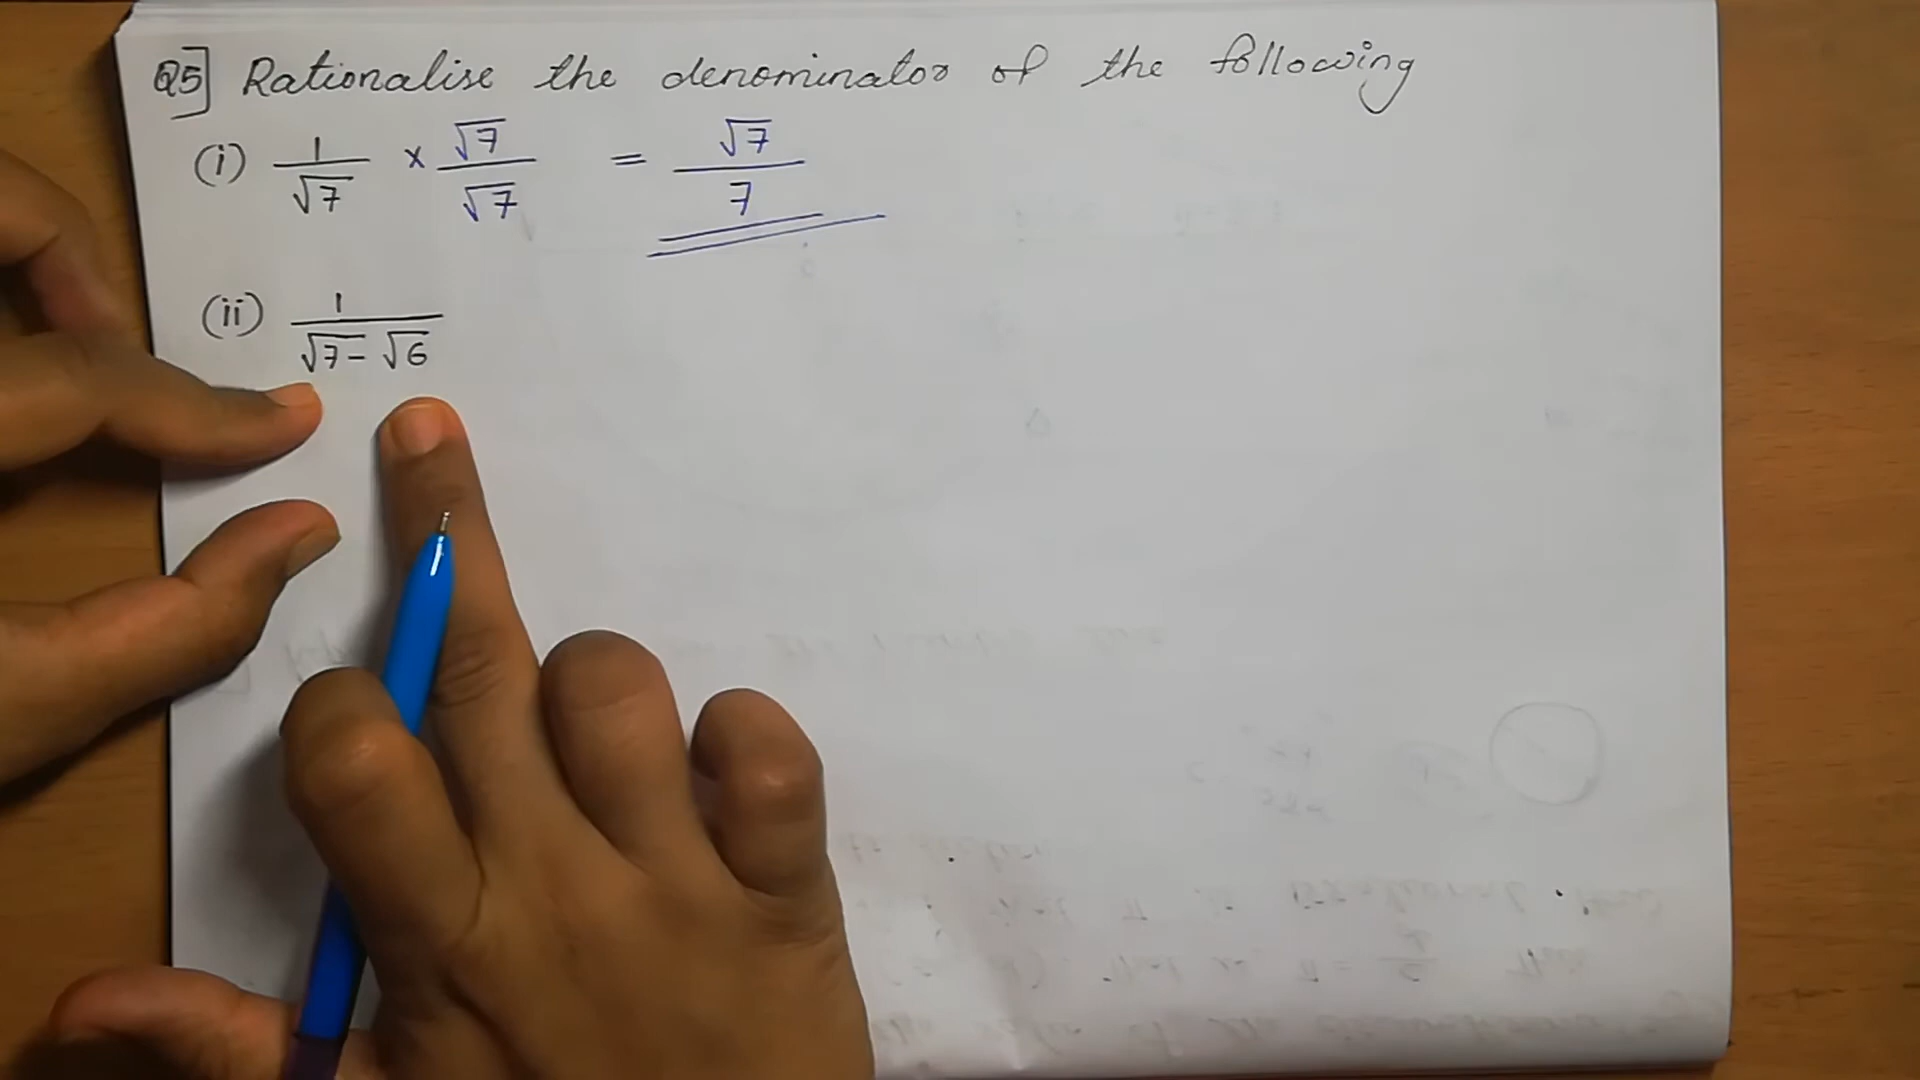 Q5] Rationalise the denominator of the following
(i) 1/√7 × √7/√7 = √7/7
(ii) 1/√7-√6